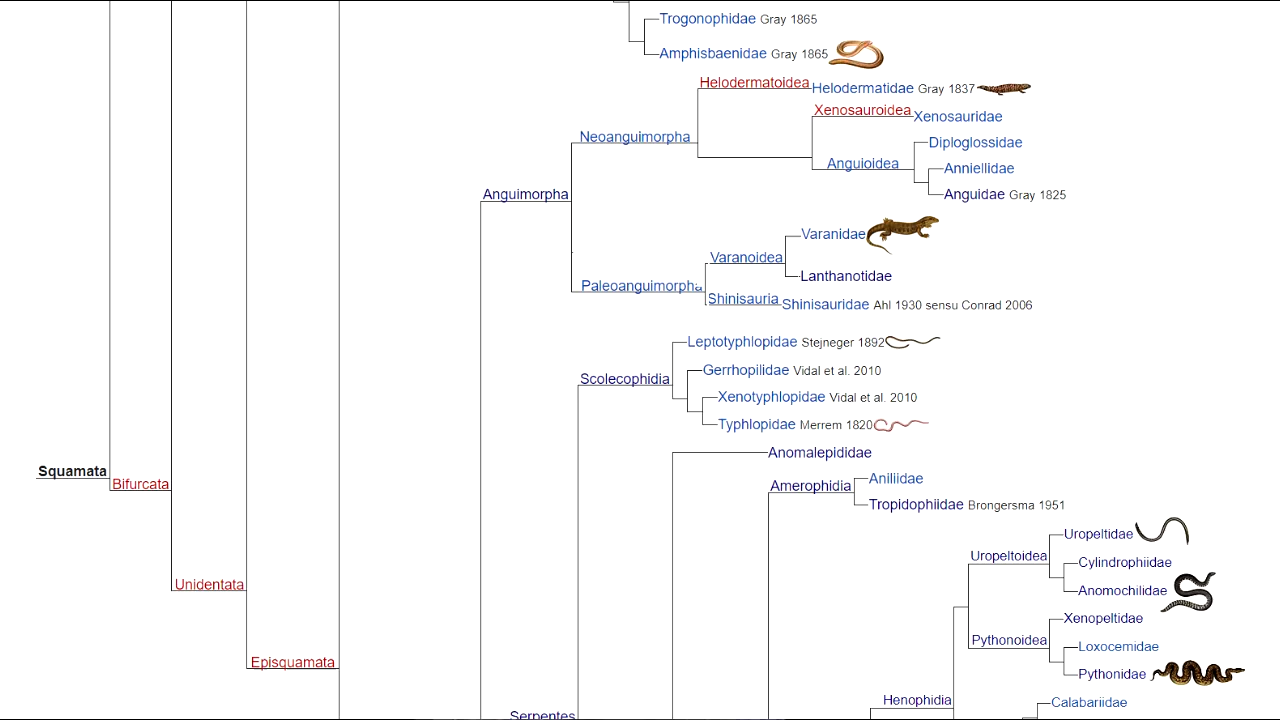 Trogonophidae Gray 1865
Amphisbaenidae Gray 1865
Helodermatoidea
Helodermatidae Gray 1837
Xenosauroidea
Xenosauridae
Neoanguimorpha
Diploglossidae
Anguioidea
Anniellidae
Anguimorpha
Anguidae Gray 1825
Varanidae
Varanoidea
Lanthanotidae
Paleoanguimorpha
Shinisauria
Shinisauridae Ahl 1930 sensu Conrad 2006
Leptotyphlopidae Stejneger 1892
Gerrhopilidae Vidal et al. 2010
Scolecophidia
Xenotyphlopidae Vidal et al. 2010
Typhlopidae Merrem 1820
Anomalepididae
Squamata
Bifurcata
Amerophidia
Aniliidae
Tropidophiidae Brongersma 1951
Uropeltidae
Uropeltoidea
Cylindrophiidae
Unidentata
Anomochilidae
Xenopeltidae
Pythonoidea
Loxocemidae
Episquamata
Pythonidae
Henophidia
Calabariidae
Serpentes